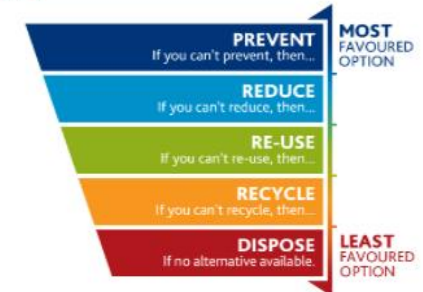 PREVENT
If you can't prevent, then...
MOST
FAVOURED
OPTION
REDUCE
If you can't reduce, then...
RE-USE
If you can't re-use, then...
RECYCLE
If you can't recycle, then...
DISPOSE
If no alternative available.
LEAST
FAVOURED
OPTION